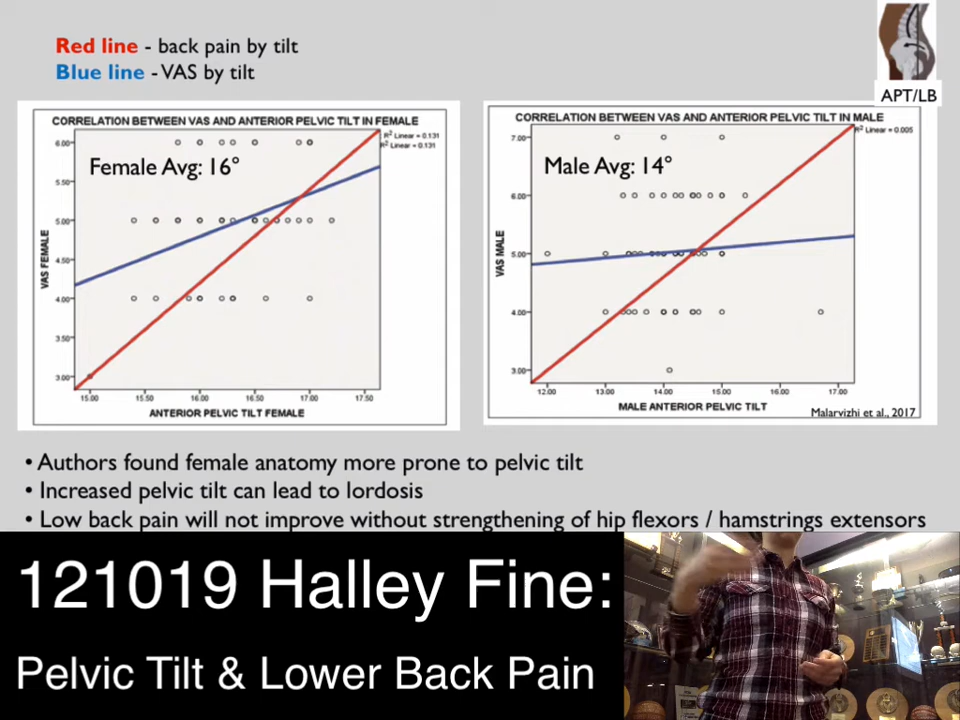 Red line - back pain by tilt
Blue line - VAS by tilt
APT/LB
CORRELATION BETWEEN VAS AND ANTERIOR PELVIC TILT IN FEMALE
R² Linear = 0.131
R² Linear = 0.131
Female Avg: 16°
VAS FEMALE
6.00
5.50
5.00
4.50
4.00
3.50
3.00
15.00 15.50 16.00 16.50 17.00 17.50
ANTERIOR PELVIC TILT FEMALE
CORRELATION BETWEEN VAS AND ANTERIOR PELVIC TILT IN MALE
R² Linear = 0.005
Male Avg: 14°
VAS MALE
7.00
6.00
5.00
4.00
3.00
12.00 13.00 14.00 15.00 16.00 17.00
MALE ANTERIOR PELVIC TILT
Malarvizhi et al., 2017
• Authors found female anatomy more prone to pelvic tilt
• Increased pelvic tilt can lead to lordosis
• Low back pain will not improve without strengthening of hip flexors / hamstrings extensors
121019 Halley Fine:
Pelvic Tilt & Lower Back Pain